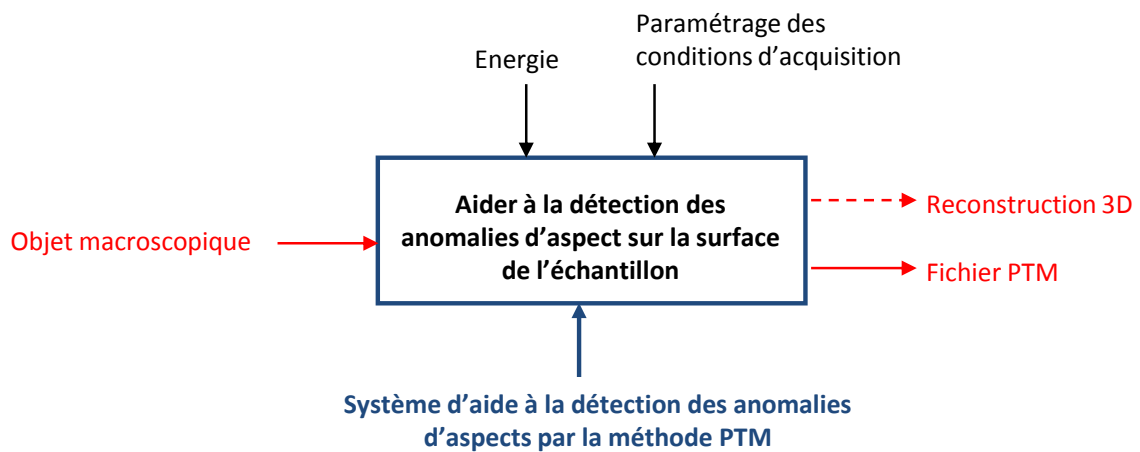 Paramétrage des
conditions d’acquisition
Energie
Aider à la détection des
anomalies d’aspect sur la surface
de l’échantillon
Objet macroscopique
Reconstruction 3D
Fichier PTM
Système d’aide à la détection des anomalies
d’aspects par la méthode PTM